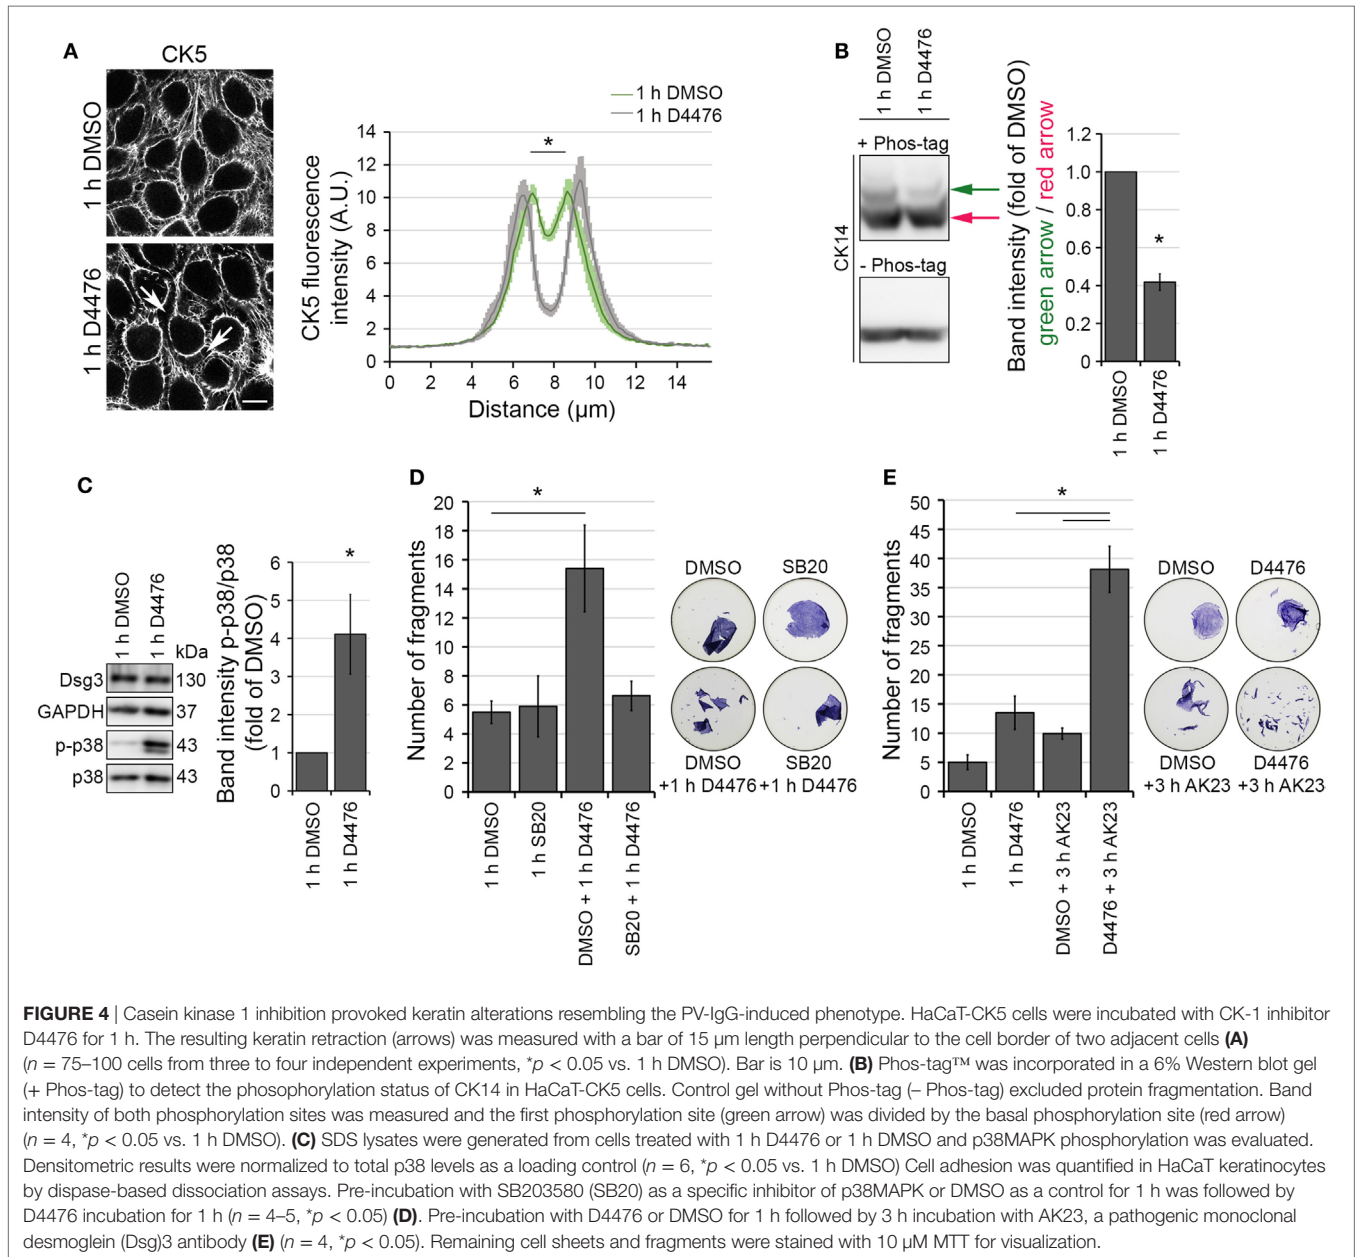 A
CK5
1 h DMSO
1 h D4476
1 h DMSO
1 h D4476
*
CK5 fluorescence
intensity (A.U.)
14
12
10
8
6
4
2
0
0 2 4 6 8 10 12 14
Distance (µm)
B
1 h DMSO
1 h D4476
+ Phos-tag
- Phos-tag
CK14
Band intensity (fold of DMSO)
green arrow / red arrow
1.2
1.0
0.8
0.6
0.4
0.2
0
*
1 h DMSO
1 h D4476
C
1 h DMSO
1 h D4476
kDa
Dsg3 130
GAPDH 37
p-p38 43
p38 43
Band intensity p-p38/p38
(fold of DMSO)
6
5
4
3
2
1
0
*
1 h DMSO
1 h D4476
D
Number of fragments
20
18
16
14
12
10
8
6
4
2
0
*
1 h DMSO
1 h SB20
DMSO + 1 h D4476
SB20 + 1 h D4476
DMSO SB20
DMSO SB20
+1 h D4476 +1 h D4476
E
Number of fragments
50
45
40
35
30
25
20
15
10
5
0
*
1 h DMSO
1 h D4476
DMSO + 3 h AK23
D4476 + 3 h AK23
DMSO D4476
DMSO D4476
+3 h AK23 +3 h AK23
FIGURE 4 | Casein kinase 1 inhibition provoked keratin alterations resembling the PV-IgG-induced phenotype. HaCaT-CK5 cells were incubated with CK-1 inhibitor
D4476 for 1 h. The resulting keratin retraction (arrows) was measured with a bar of 15 µm length perpendicular to the cell border of two adjacent cells (A)
(n = 75–100 cells from three to four independent experiments, *p < 0.05 vs. 1 h DMSO). Bar is 10 µm. (B) Phos-tag™ was incorporated in a 6% Western blot gel
(+ Phos-tag) to detect the phosophorylation status of CK14 in HaCaT-CK5 cells. Control gel without Phos-tag (– Phos-tag) excluded protein fragmentation. Band
intensity of both phosphorylation sites was measured and the first phosphorylation site (green arrow) was divided by the basal phosphorylation site (red arrow)
(n = 4, *p < 0.05 vs. 1 h DMSO). (C) SDS lysates were generated from cells treated with 1 h D4476 or 1 h DMSO and p38MAPK phosphorylation was evaluated.
Densitometric results were normalized to total p38 levels as a loading control (n = 6, *p < 0.05 vs. 1 h DMSO) Cell adhesion was quantified in HaCaT keratinocytes
by dispase-based dissociation assays. Pre-incubation with SB203580 (SB20) as a specific inhibitor of p38MAPK or DMSO as a control for 1 h was followed by
D4476 incubation for 1 h (n = 4–5, *p < 0.05) (D). Pre-incubation with D4476 or DMSO for 1 h followed by 3 h incubation with AK23, a pathogenic monoclonal
desmoglein (Dsg)3 antibody (E) (n = 4, *p < 0.05). Remaining cell sheets and fragments were stained with 10 µM MTT for visualization.